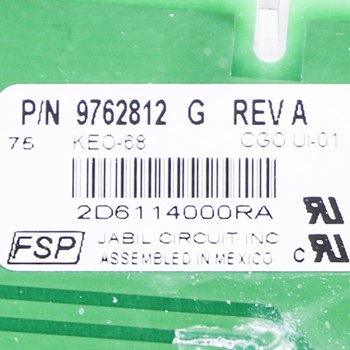 P/N 9762812 G REV A
75 KEO-68 CGO UI-01
2D6114000RA
FSP JABIL CIRCUIT INC
ASSEMBLED IN MEXICO C